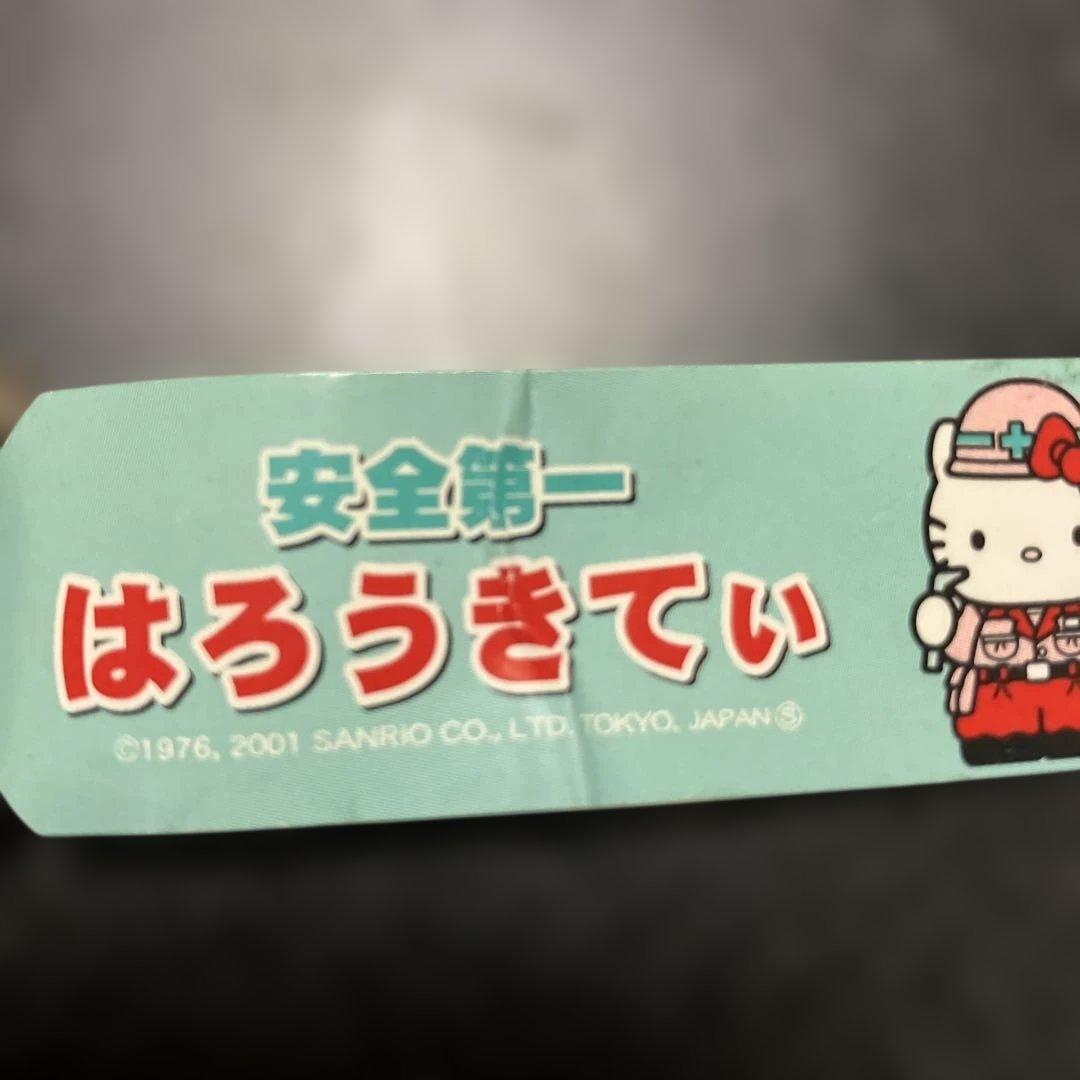 安全第一
はろうきてぃ
©1976, 2001 SANRIO CO., LTD. TOKYO, JAPAN Ⓢ